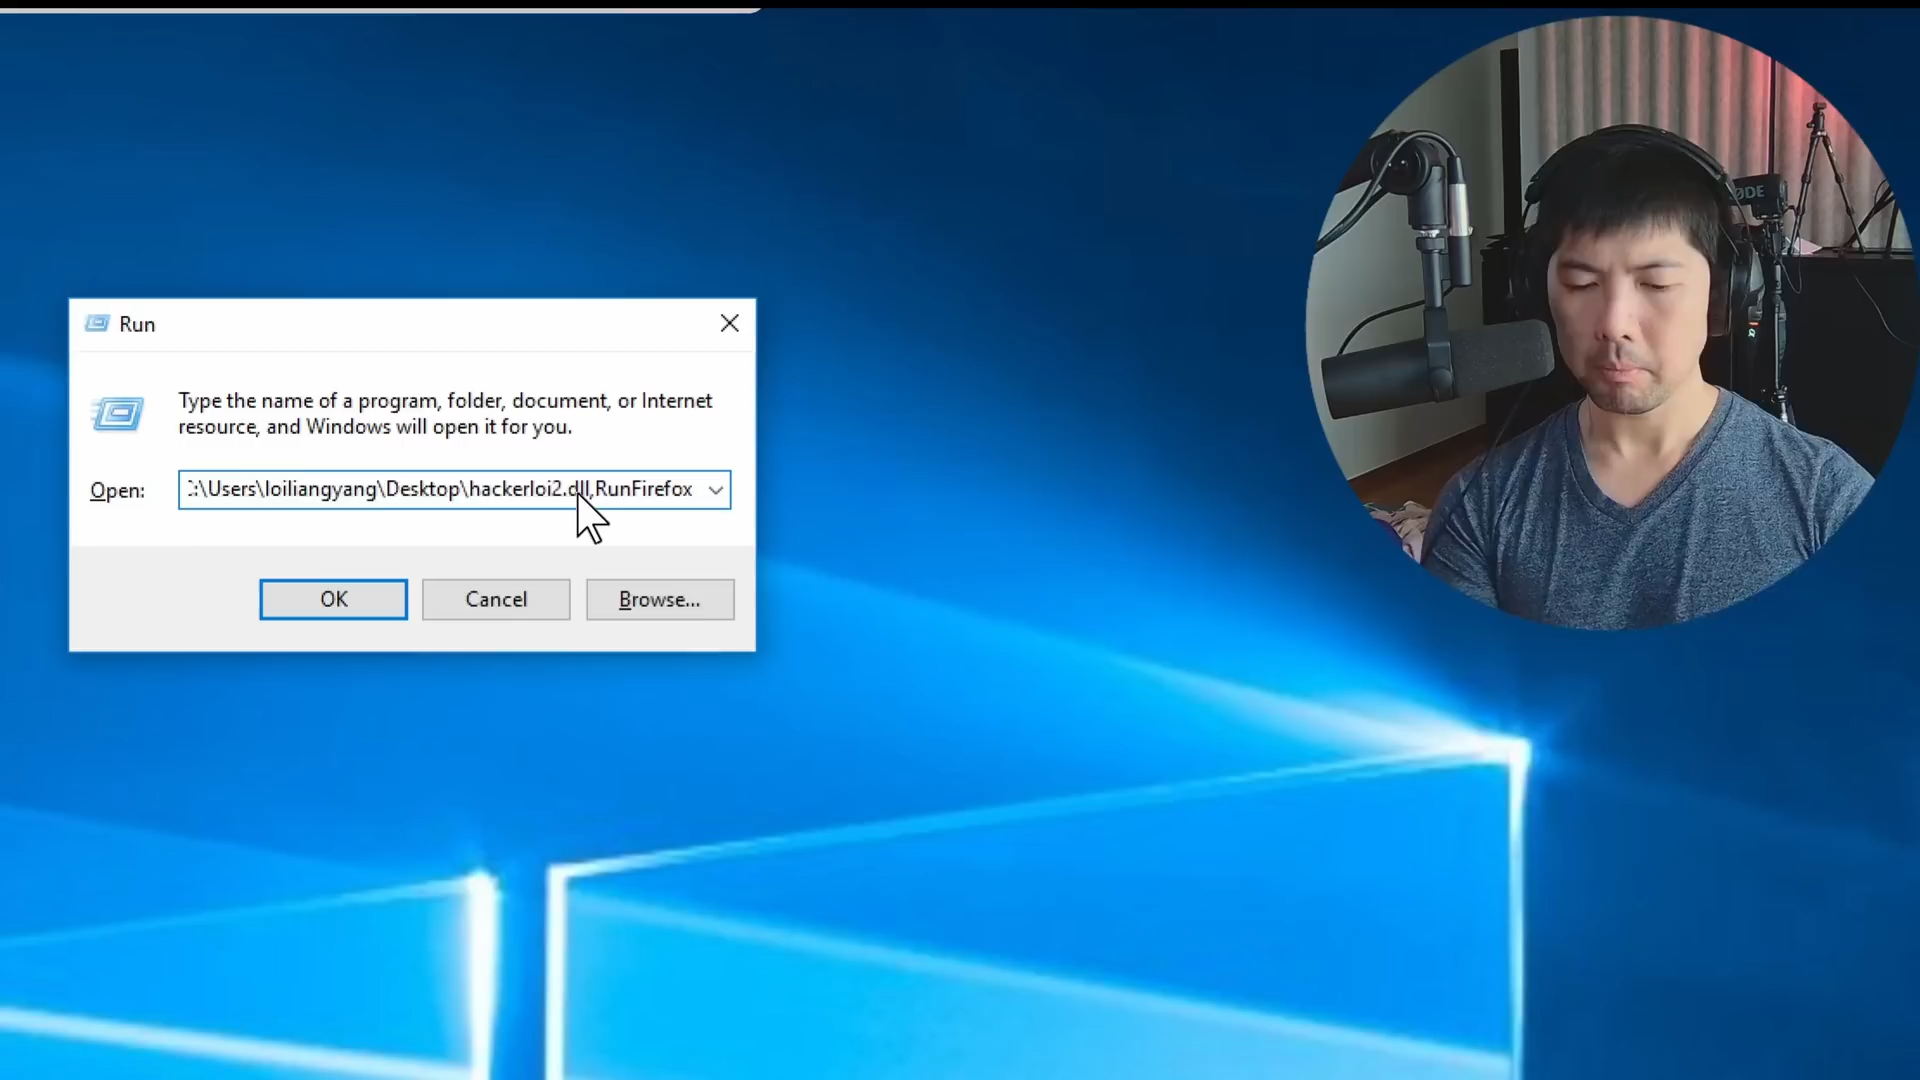 Run
Type the name of a program, folder, document, or Internet
resource, and Windows will open it for you.
Open:
:\Users\loiliangyang\Desktop\hackerloi2.dll,RunFirefox
OK
Cancel
Browse...